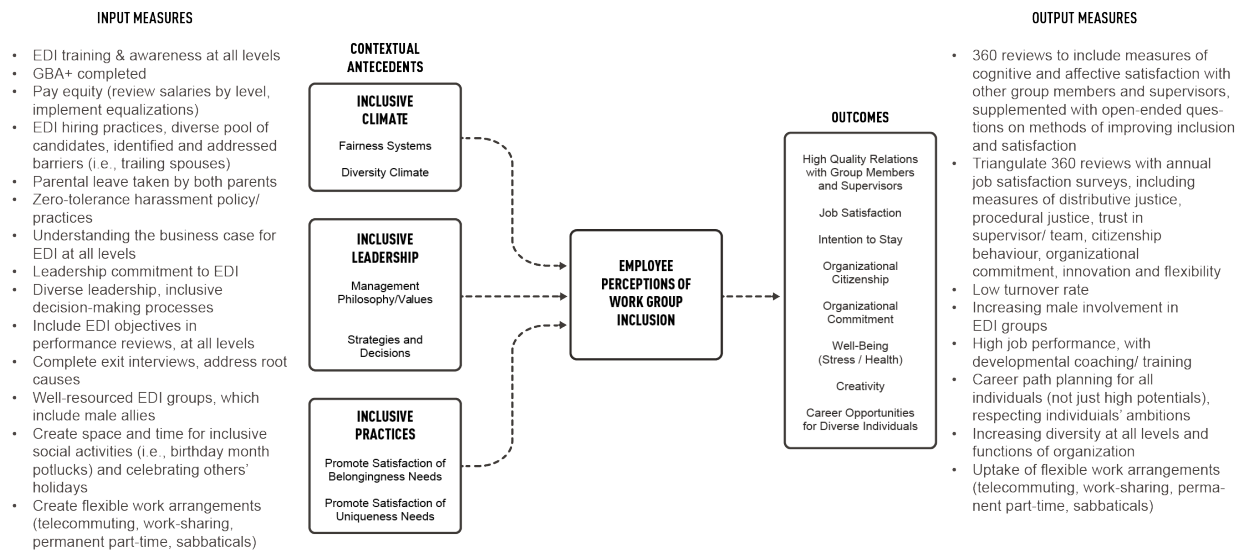 INPUT MEASURES
• EDI training & awareness at all levels
• GBA+ completed
• Pay equity (review salaries by level,
implement equalizations)
• EDI hiring practices, diverse pool of
candidates, identified and addressed
barriers (i.e., trailing spouses)
• Parental leave taken by both parents
• Zero-tolerance harassment policy/
practices
• Understanding the business case for
EDI at all levels
• Leadership commitment to EDI
• Diverse leadership, inclusive
decision-making processes
• Include EDI objectives in
performance reviews, at all levels
• Complete exit interviews, address root
causes
• Well-resourced EDI groups, which
include male allies
• Create space and time for inclusive
social activities (i.e., birthday month
potlucks) and celebrating others'
holidays
• Create flexible work arrangements
(telecommuting, work-sharing,
permanent part-time, sabbaticals)
CONTEXTUAL
ANTECEDENTS
INCLUSIVE
CLIMATE
Fairness Systems
Diversity Climate
INCLUSIVE
LEADERSHIP
Management
Philosophy/Values
Strategies and
Decisions
INCLUSIVE
PRACTICES
Promote Satisfaction of
Belongingness Needs
Promote Satisfaction of
Uniqueness Needs
EMPLOYEE
PERCEPTIONS OF
WORK GROUP
INCLUSION
OUTCOMES
High Quality Relations
with Group Members
and Supervisors
Job Satisfaction
Intention to Stay
Organizational
Citizenship
Organizational
Commitment
Well-Being
(Stress / Health)
Creativity
Career Opportunities
for Diverse Individuals
OUTPUT MEASURES
• 360 reviews to include measures of
cognitive and affective satisfaction with
other group members and supervisors,
supplemented with open-ended ques-
tions on methods of improving inclusion
and satisfaction
• Triangulate 360 reviews with annual
job satisfaction surveys, including
measures of distributive justice,
procedural justice, trust in
supervisor/ team, citizenship
behaviour, organizational
commitment, innovation and flexibility
• Low turnover rate
• Increasing male involvement in
EDI groups
• High job performance, with
developmental coaching/ training
• Career path planning for all
individuals (not just high potentials),
respecting individuials' ambitions
• Increasing diversity at all levels and
functions of organization
• Uptake of flexible work arrangements
(telecommuting, work-sharing, perma-
nent part-time, sabbaticals)